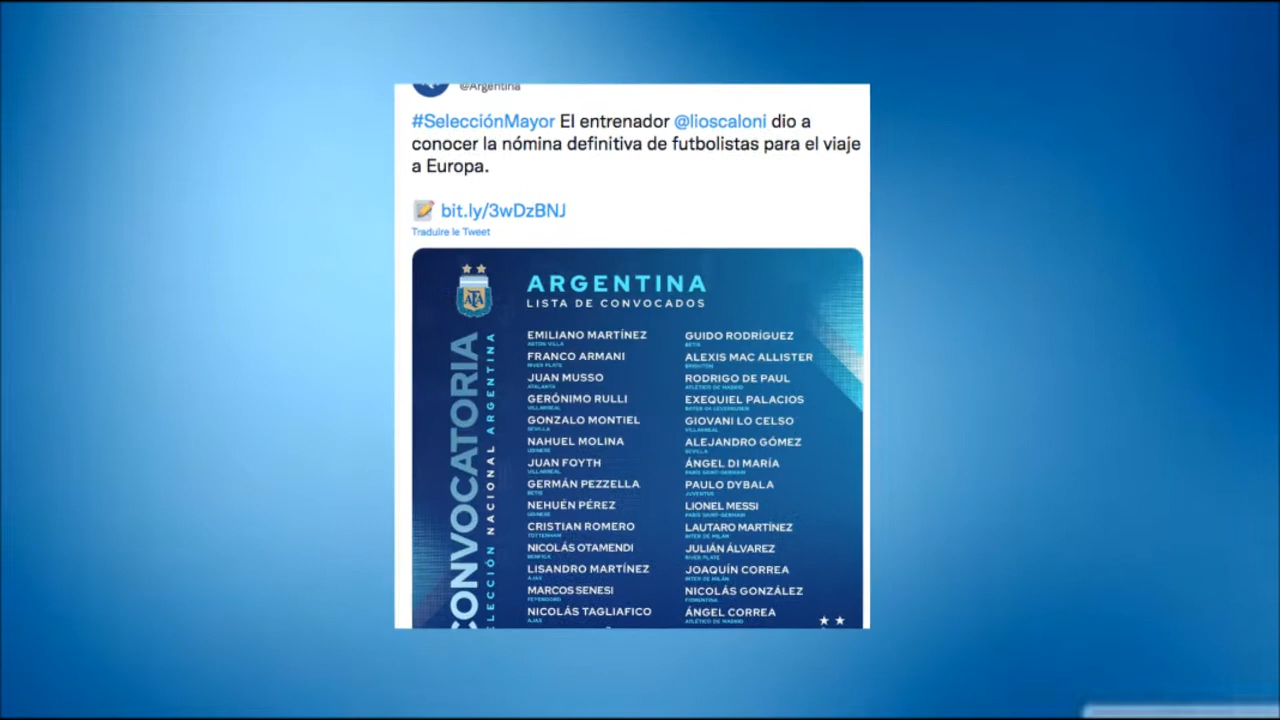 @Argentina
#SelecciónMayor El entrenador @lioscaloni dio a
conocer la nómina definitiva de futbolistas para el viaje
a Europa.
bit.ly/3wDzBNJ
Traduire le Tweet
AFA
ARGENTINA
LISTA DE CONVOCADOS
CONVOCATORIA
SELECCIÓN NACIONAL ARGENTINA
EMILIANO MARTÍNEZ
ASTON VILLA
FRANCO ARMANI
RIVER PLATE
JUAN MUSSO
ATALANTA
GERÓNIMO RULLI
VILLARREAL
GONZALO MONTIEL
SEVILLA
NAHUEL MOLINA
UDINESE
JUAN FOYTH
VILLARREAL
GERMÁN PEZZELLA
BETIS
NEHUÉN PÉREZ
UDINESE
CRISTIAN ROMERO
TOTTENHAM
NICOLÁS OTAMENDI
BENFICA
LISANDRO MARTÍNEZ
AJAX
MARCOS SENESI
FEYENOORD
NICOLÁS TAGLIAFICO
AJAX
GUIDO RODRÍGUEZ
BETIS
ALEXIS MAC ALLISTER
BRIGHTON
RODRIGO DE PAUL
ATLÉTICO DE MADRID
EXEQUIEL PALACIOS
BAYER 04 LEVERKUSEN
GIOVANI LO CELSO
VILLARREAL
ALEJANDRO GÓMEZ
SEVILLA
ÁNGEL DI MARÍA
PARIS SAINT-GERMAIN
PAULO DYBALA
JUVENTUS
LIONEL MESSI
PARIS SAINT-GERMAIN
LAUTARO MARTÍNEZ
INTER DE MILÁN
JULIÁN ÁLVAREZ
RIVER PLATE
JOAQUÍN CORREA
INTER DE MILÁN
NICOLÁS GONZÁLEZ
FIORENTINA
ÁNGEL CORREA
ATLÉTICO DE MADRID